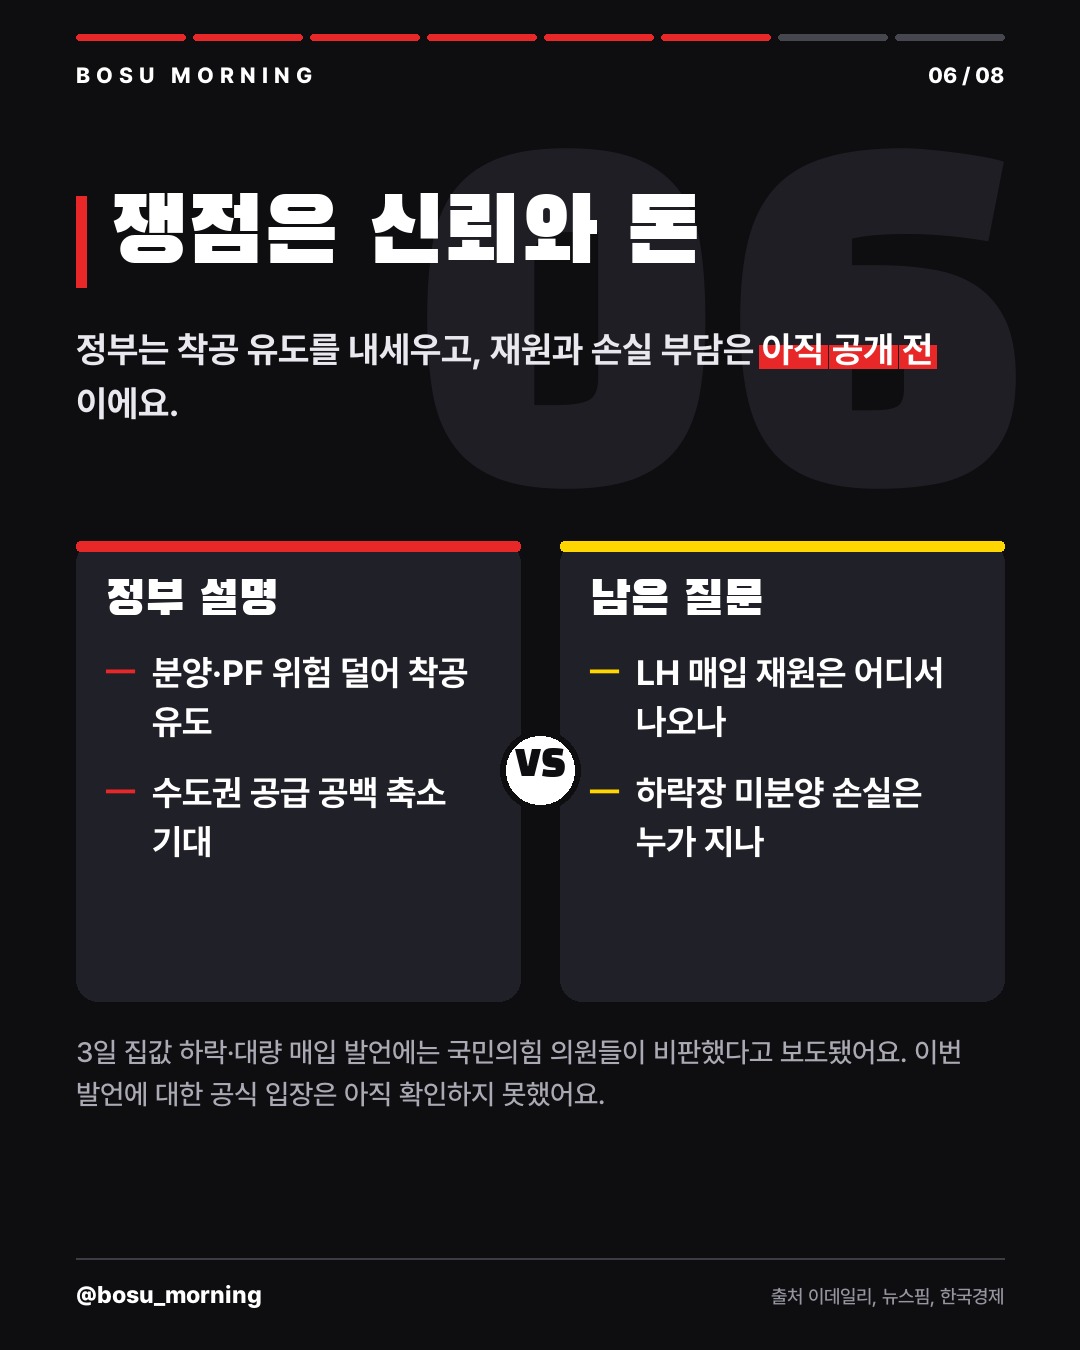 BOSU MORNING
06 / 08
06
쟁점은 신뢰와 돈
정부는 착공 유도를 내세우고, 재원과 손실 부담은 아직 공개 전
이에요.
정부 설명
분양·PF 위험 덜어 착공
유도
수도권 공급 공백 축소
기대
VS
남은 질문
LH 매입 재원은 어디서
나오나
하락장 미분양 손실은
누가 지나
3일 집값 하락·대량 매입 발언에는 국민의힘 의원들이 비판했다고 보도됐어요. 이번
발언에 대한 공식 입장은 아직 확인하지 못했어요.
@bosu_morning
출처 이데일리, 뉴스핌, 한국경제